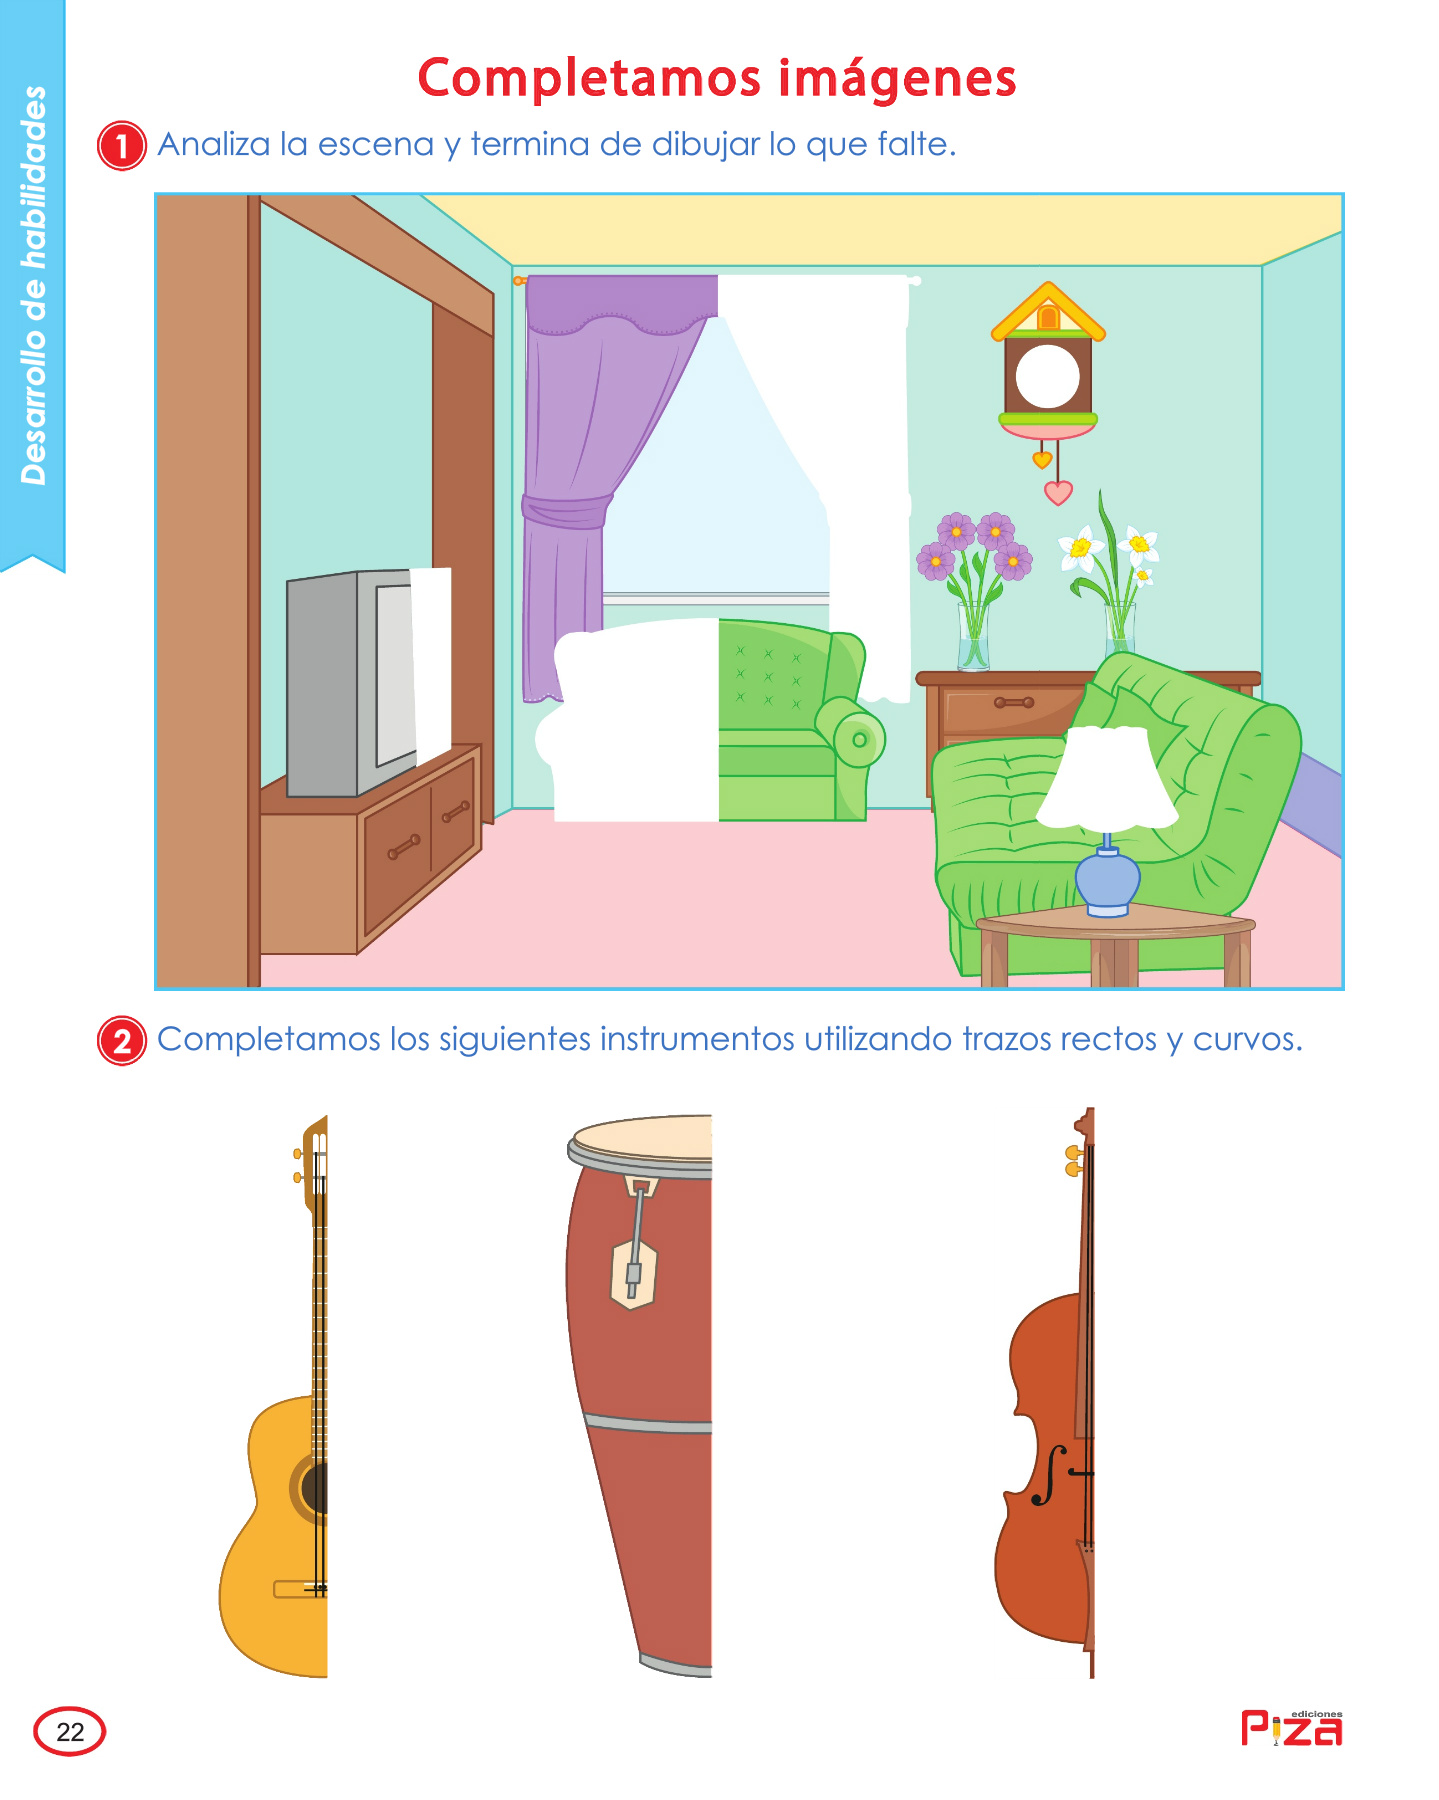 Desarrollo de habilidades
Completamos imágenes
1 Analiza la escena y termina de dibujar lo que falte.
2 Completamos los siguientes instrumentos utilizando trazos rectos y curvos.
22
ediciones
Piza